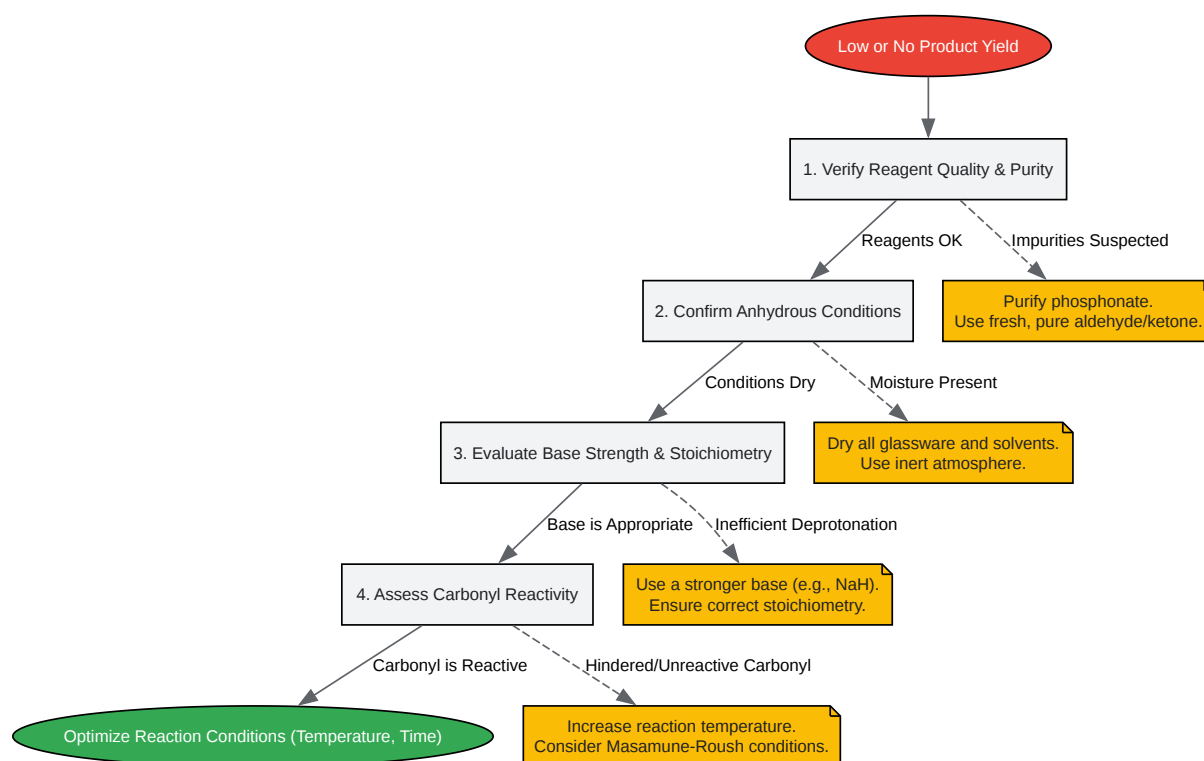 Low or No Product Yield
1. Verify Reagent Quality & Purity
Reagents OK
Impurities Suspected
2. Confirm Anhydrous Conditions
Purify phosphonate.
Use fresh, pure aldehyde/ketone.
Conditions Dry
Moisture Present
3. Evaluate Base Strength & Stoichiometry
Dry all glassware and solvents.
Use inert atmosphere.
Base is Appropriate
Inefficient Deprotonation
4. Assess Carbonyl Reactivity
Use a stronger base (e.g., NaH).
Ensure correct stoichiometry.
Carbonyl is Reactive
Hindered/Unreactive Carbonyl
Optimize Reaction Conditions (Temperature, Time)
Increase reaction temperature.
Consider Masamune-Roush conditions.